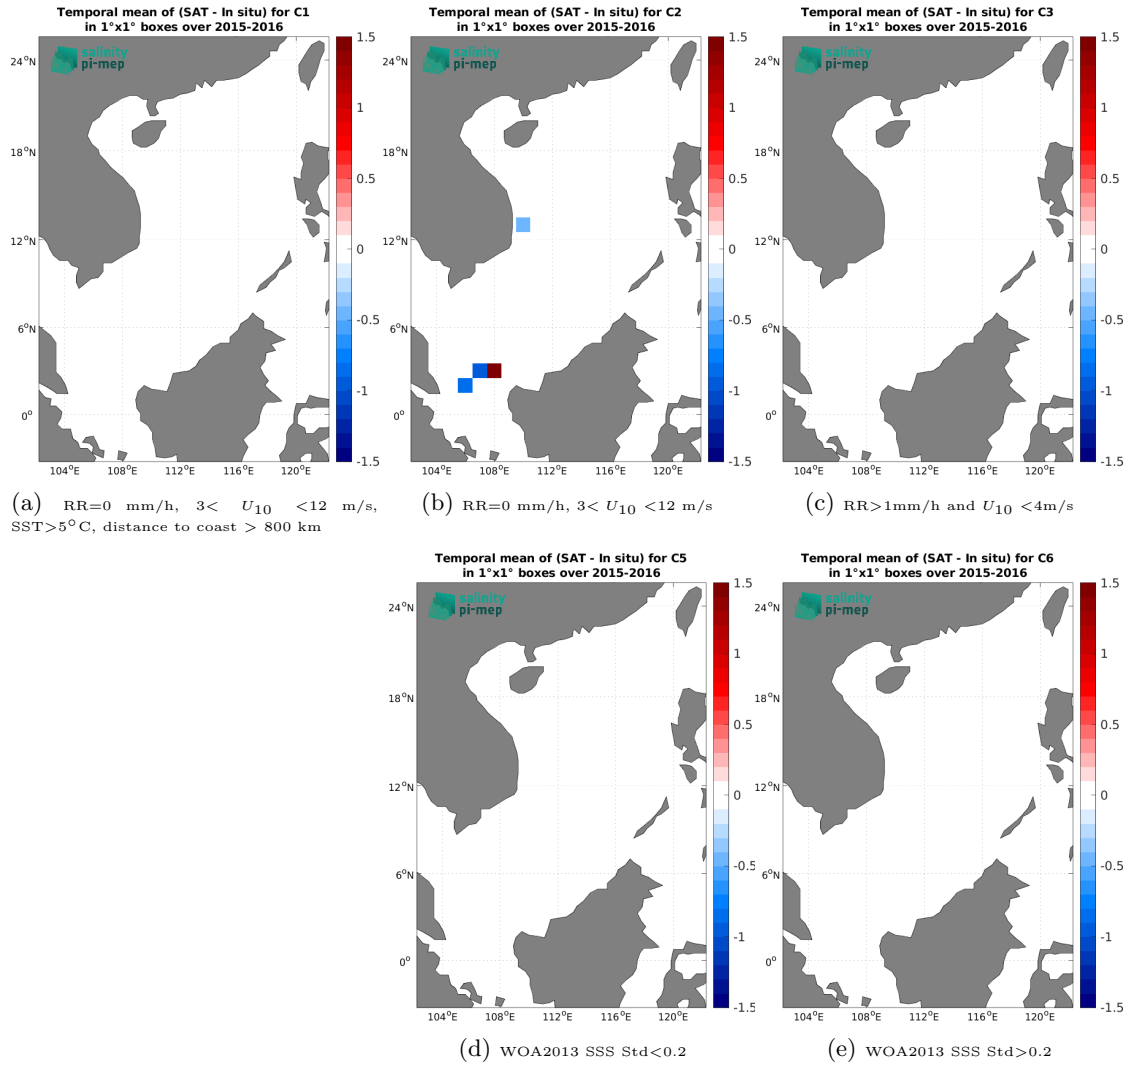 Temporal mean of (SAT - In situ) for C1
in 1°x1° boxes over 2015-2016
salinity
pi-mep
24°N
18°N
12°N
6°N
0°
104°E 108°E 112°E 116°E 120°E
1.5
1
0.5
0
-0.5
-1
-1.5
(a) RR=0 mm/h, 3< U10 <12 m/s,
SST>5°C, distance to coast > 800 km
Temporal mean of (SAT - In situ) for C2
in 1°x1° boxes over 2015-2016
salinity
pi-mep
24°N
18°N
12°N
6°N
0°
104°E 108°E 112°E 116°E 120°E
1.5
1
0.5
0
-0.5
-1
-1.5
(b) RR=0 mm/h, 3< U10 <12 m/s
Temporal mean of (SAT - In situ) for C3
in 1°x1° boxes over 2015-2016
salinity
pi-mep
24°N
18°N
12°N
6°N
0°
104°E 108°E 112°E 116°E 120°E
1.5
1
0.5
0
-0.5
-1
-1.5
(c) RR>1mm/h and U10 <4m/s
Temporal mean of (SAT - In situ) for C5
in 1°x1° boxes over 2015-2016
salinity
pi-mep
24°N
18°N
12°N
6°N
0°
104°E 108°E 112°E 116°E 120°E
1.5
1
0.5
0
-0.5
-1
-1.5
(d) WOA2013 SSS Std<0.2
Temporal mean of (SAT - In situ) for C6
in 1°x1° boxes over 2015-2016
salinity
pi-mep
24°N
18°N
12°N
6°N
0°
104°E 108°E 112°E 116°E 120°E
1.5
1
0.5
0
-0.5
-1
-1.5
(e) WOA2013 SSS Std>0.2